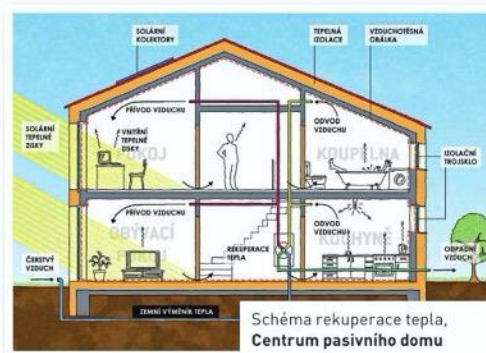 SOLÁRNÍ
KOLEKTORY
TEPELNÁ
IZOLACE
VZDUCHOTĚSNÁ
OBÁLKA
PŘÍVOD VZDUCHU
SOLÁRNÍ
TEPELNÉ
ZISKY
VNITŘNÍ
TEPELNÉ
ZISKY
POKOJ
ODVOD
VZDUCHU
KOUPELNA
IZOLAČNÍ
TROJSKLO
PŘÍVOD VZDUCHU
OBÝVACÍ
POKOJ
REKUPERACE
TEPLA
ODVOD
VZDUCHU
KUCHYNĚ
ČERSTVÝ
VZDUCH
ODPADNÍ
VZDUCH
ZEMNÍ VÝMĚNÍK TEPLA
Schéma rekuperace tepla,
Centrum pasivního domu